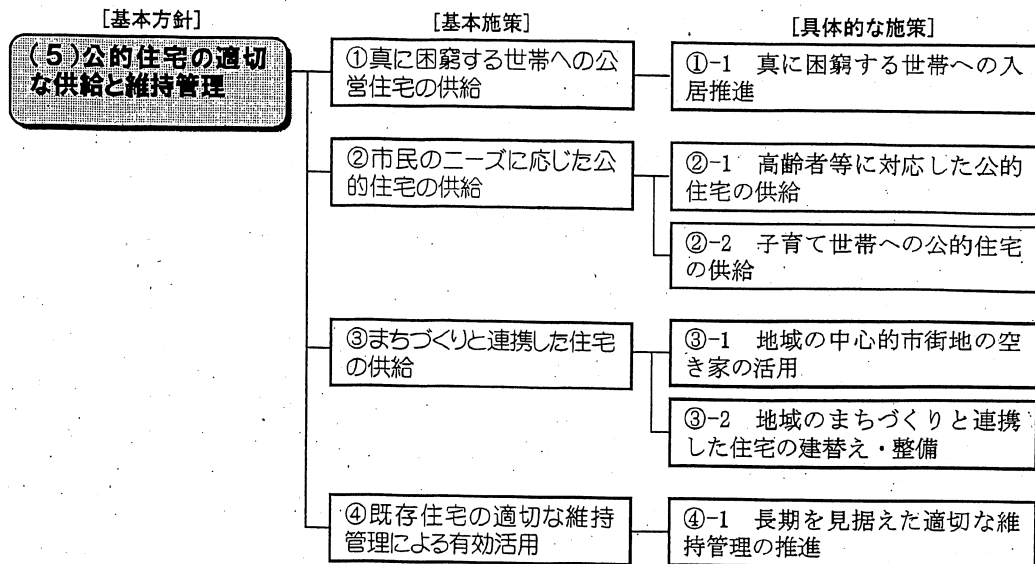 [基本方針]
[基本施策]
[具体的な施策]
(5)公的住宅の適切
な供給と維持管理
①真に困窮する世帯への公
営住宅の供給
①-1 真に困窮する世帯への入
居推進
②市民のニーズに応じた公
的住宅の供給
②-1 高齢者等に対応した公的
住宅の供給
②-2 子育て世帯への公的住宅
の供給
③まちづくりと連携した住宅
の供給
③-1 地域の中心的市街地の空
き家の活用
③-2 地域のまちづくりと連携
した住宅の建替え・整備
④既存住宅の適切な維持
管理による有効活用
④-1 長期を見据えた適切な維
持管理の推進